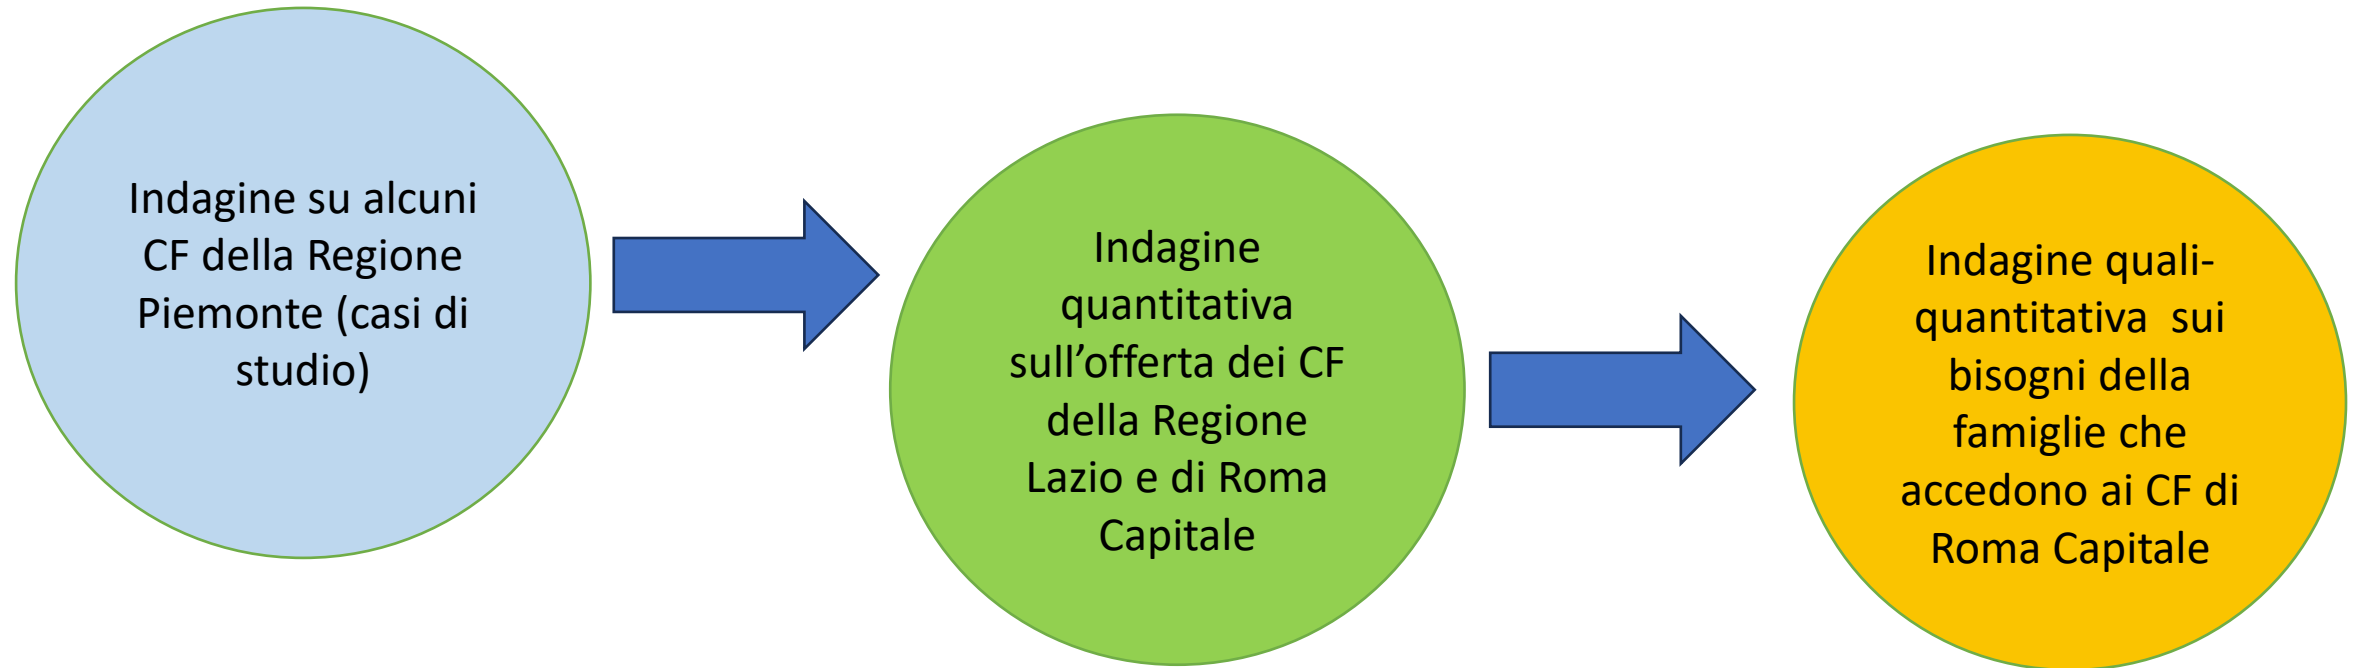 Indagine su alcuni
CF della Regione
Piemonte (casi di
studio)
Indagine
quantitativa
sull’offerta dei CF
della Regione
Lazio e di Roma
Capitale
Indagine quali-
quantitativa  sui
bisogni della
famiglie che
accedono ai CF di
Roma Capitale